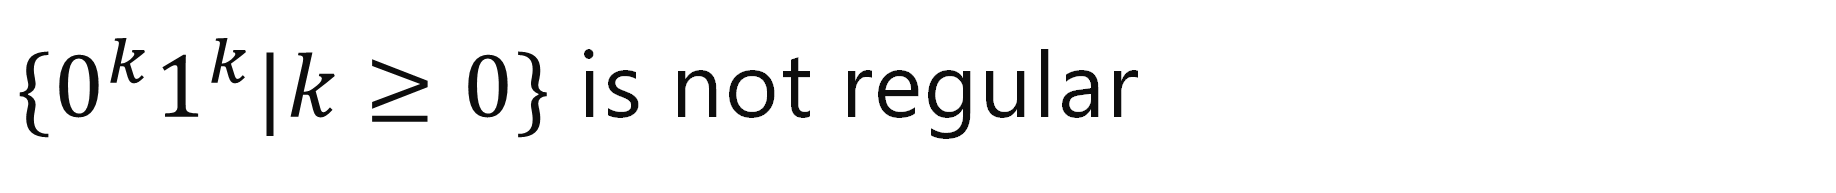 {0^k 1^k | k ≥ 0} is not regular